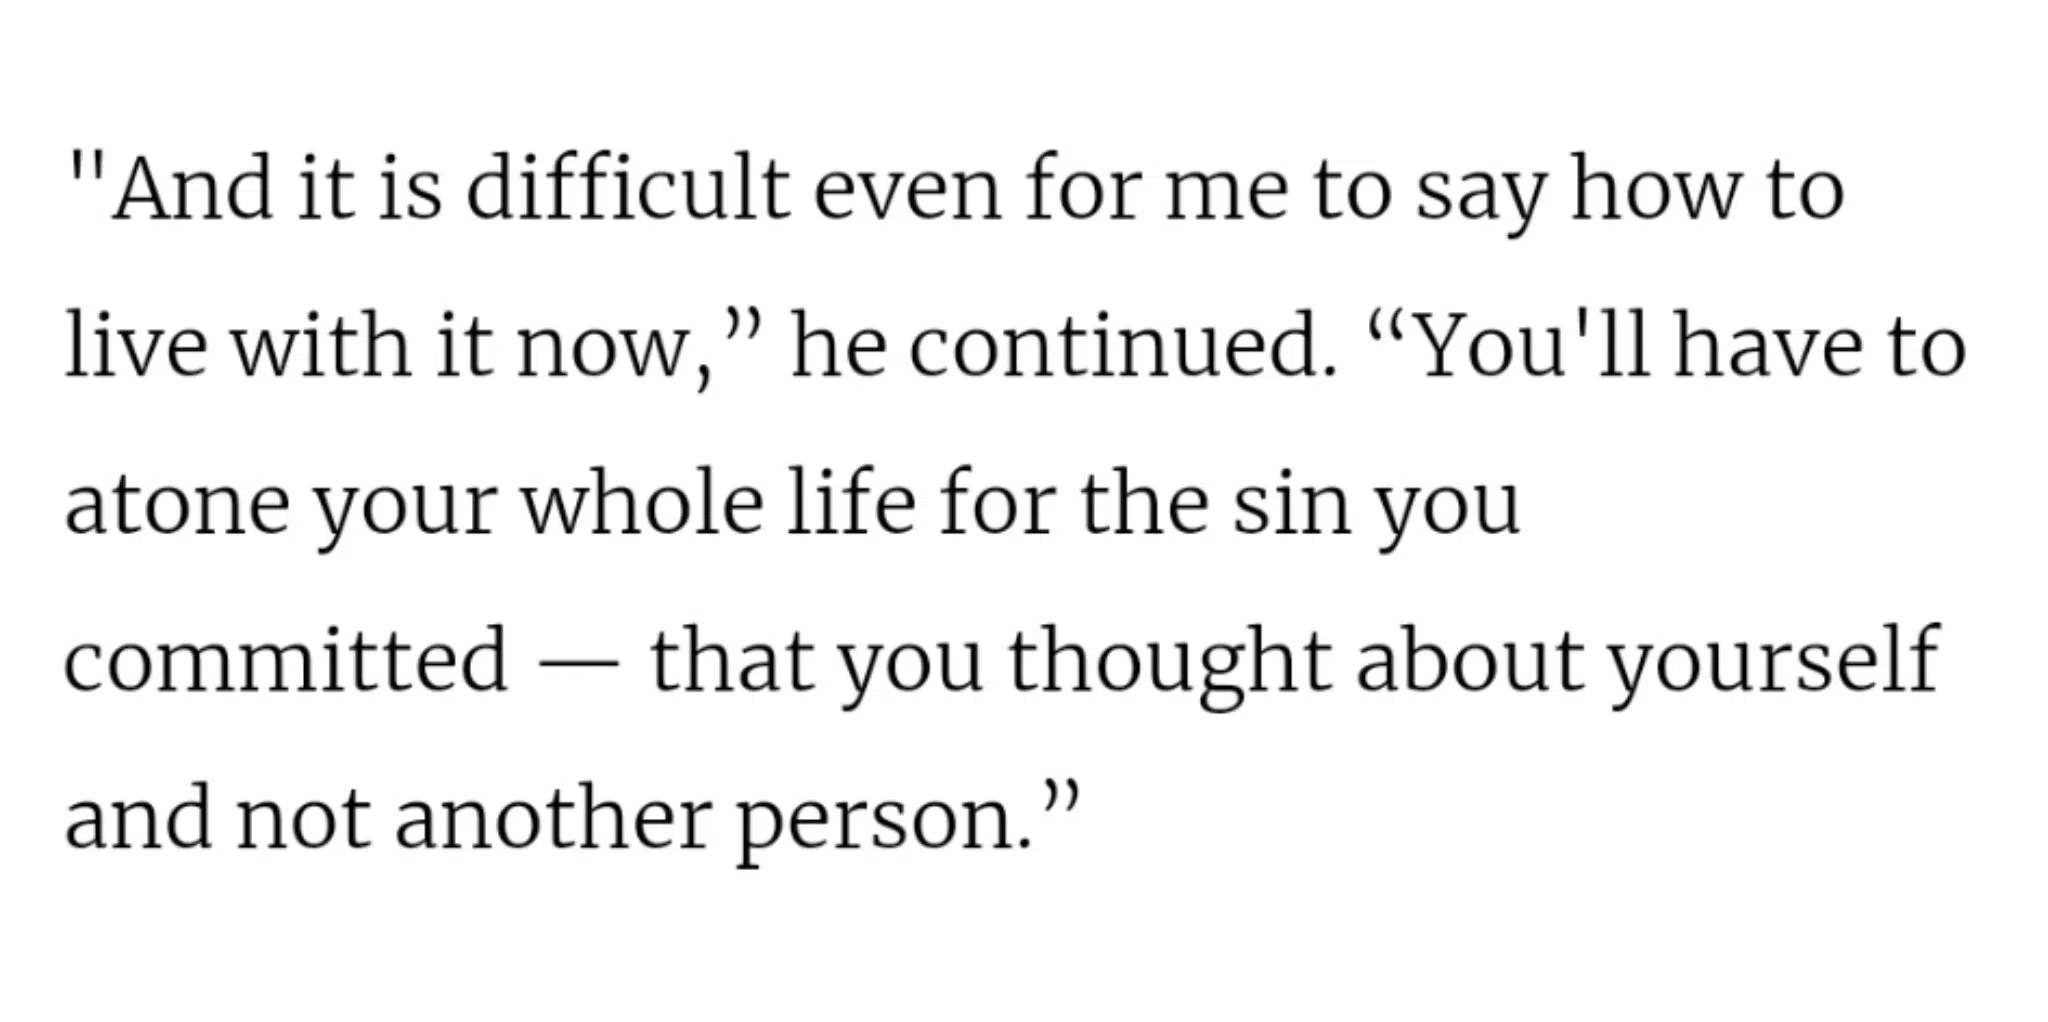 "And it is difficult even for me to say how to
live with it now,” he continued. “You'll have to
atone your whole life for the sin you
committed — that you thought about yourself
and not another person.”